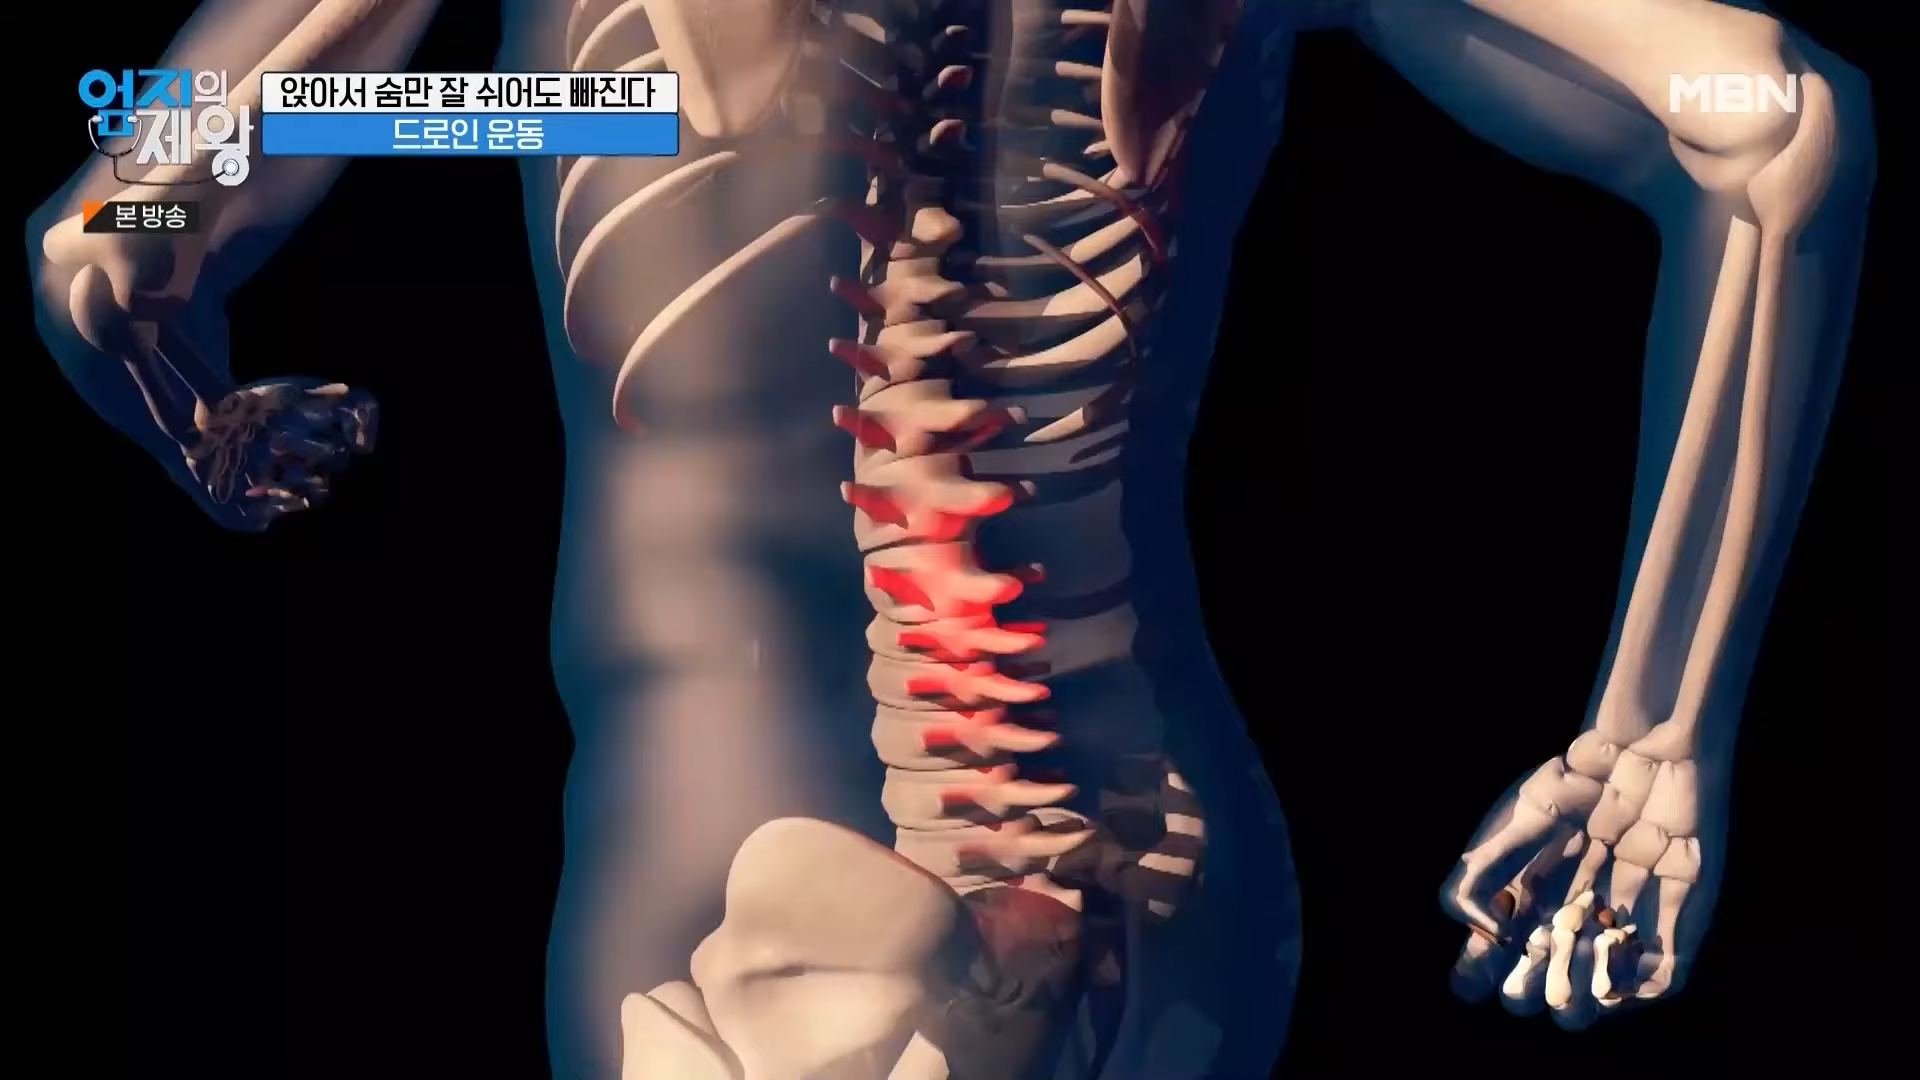 엄지의
제왕
앉아서 숨만 잘 쉬어도 빠진다
드로인 운동
본 방송
MBN